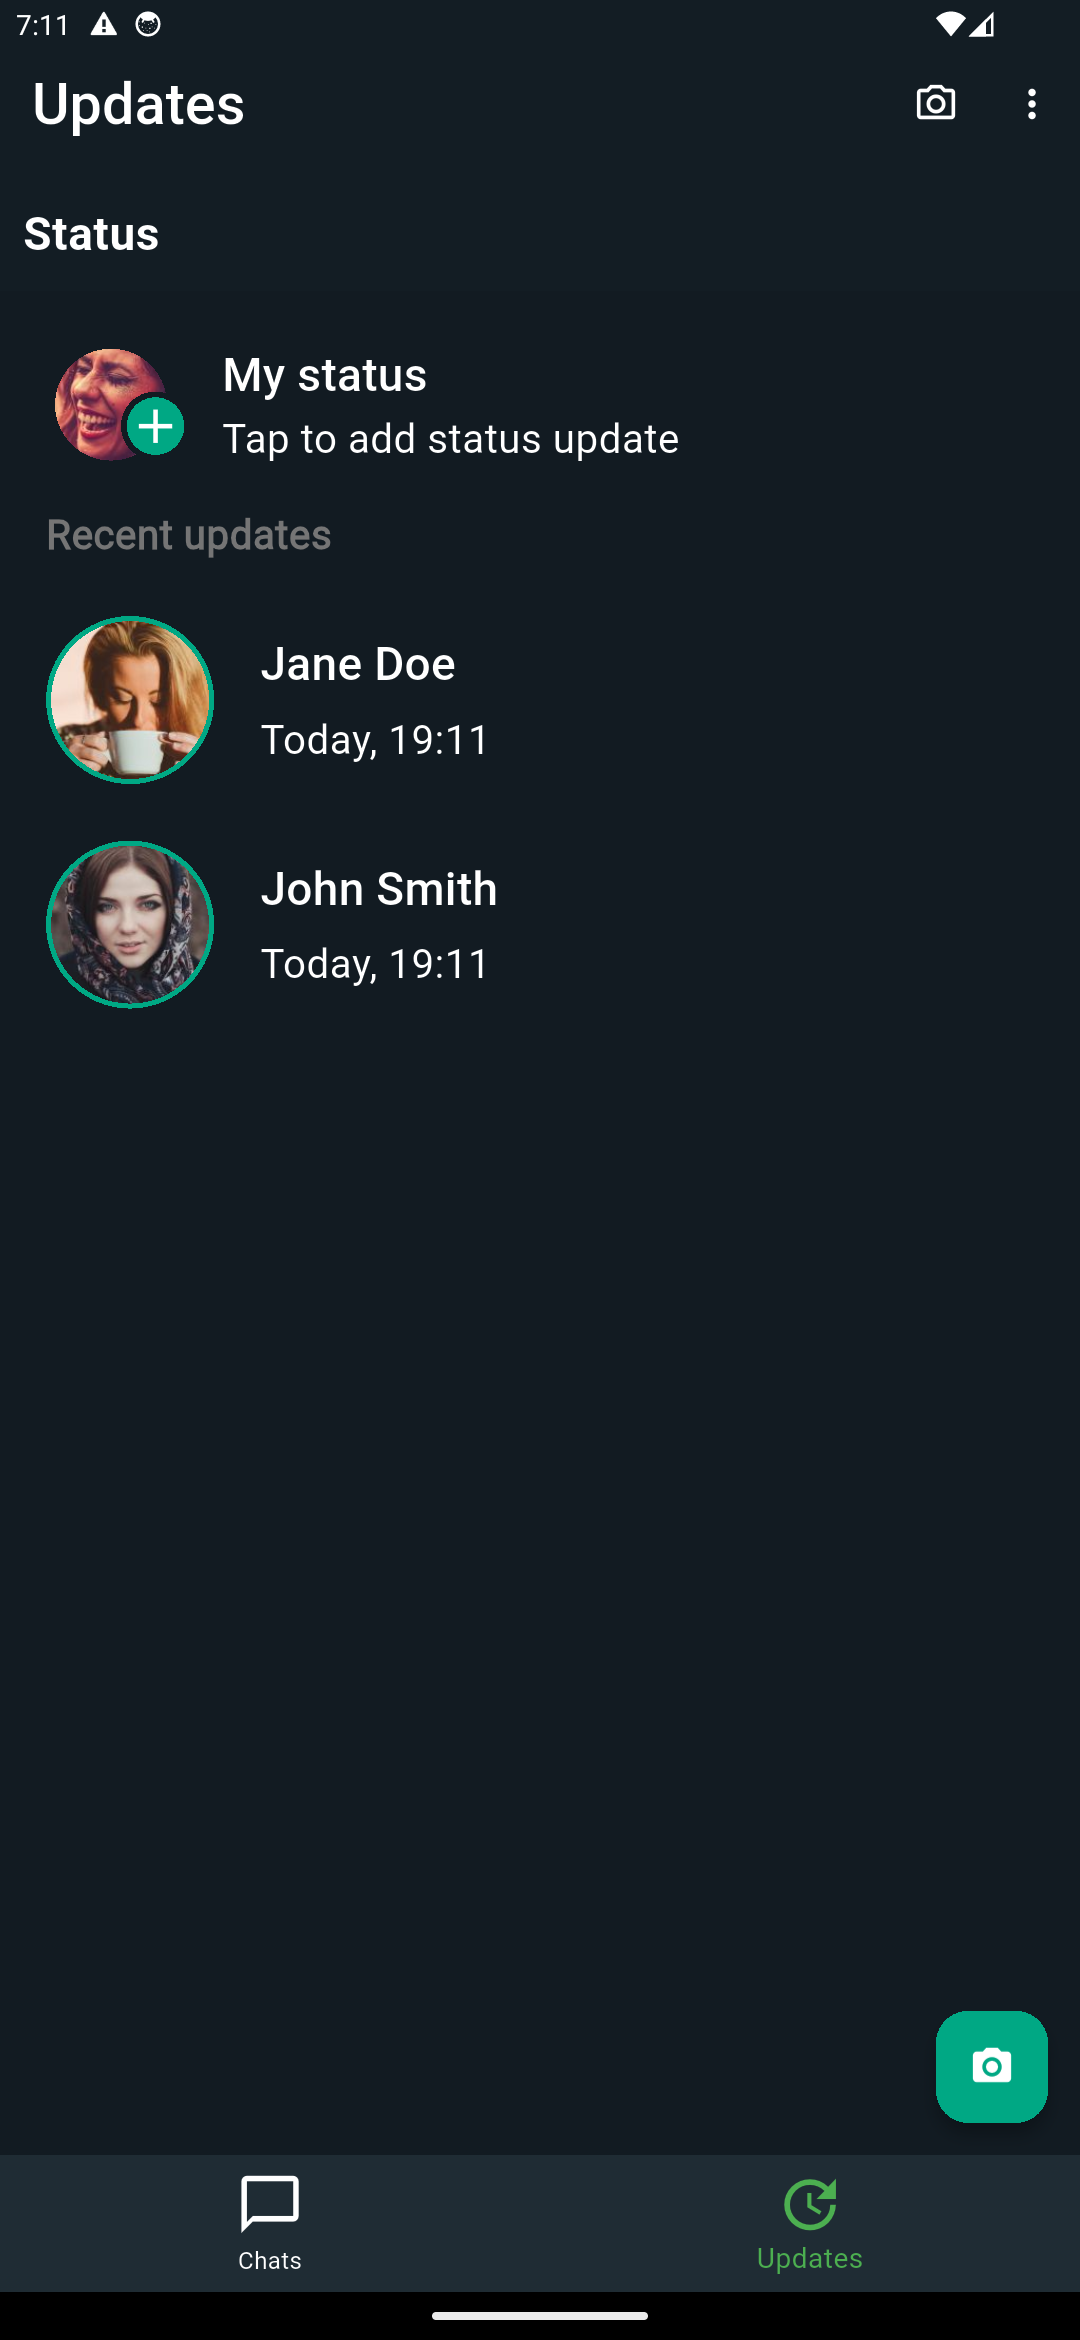 7:11
Updates
Status
My status
Tap to add status update
Recent updates
Jane Doe
Today, 19:11
John Smith
Today, 19:11
Chats
Updates